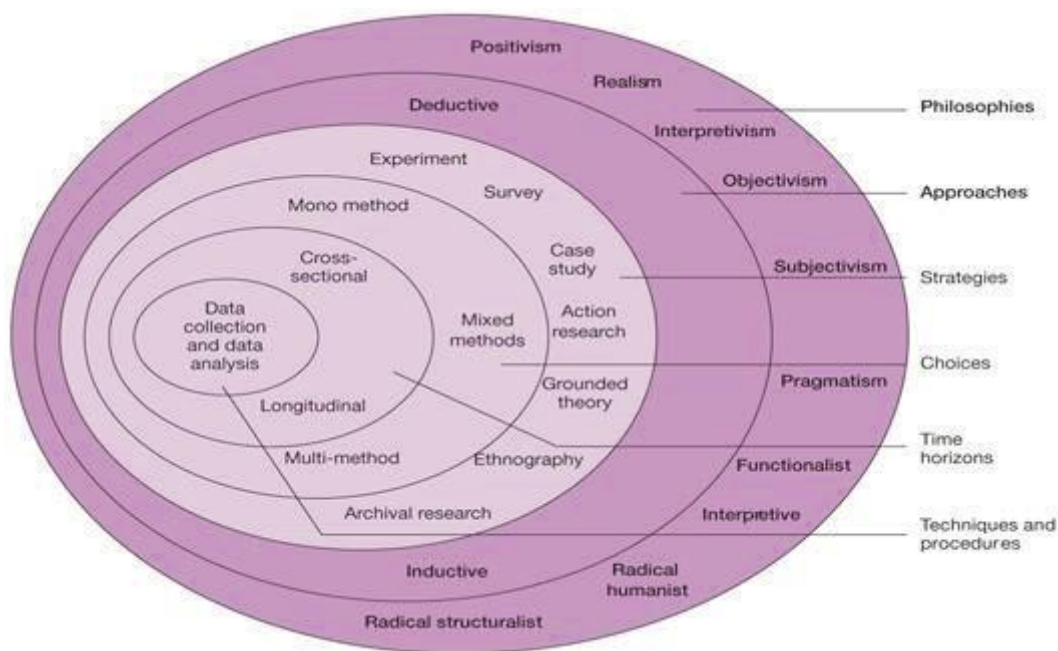 Positivism
Realism
Philosophies
Deductive
Interpretivism
Experiment
Objectivism
Approaches
Survey
Mono method
Case
study
Cross-
sectional
Subjectivism
Strategies
Data
collection
and data
analysis
Mixed
methods
Action
research
Choices
Pragmatism
Grounded
theory
Longitudinal
Time
horizons
Multi-method
Ethnography
Functionalist
Archival research
Interpretive
Techniques and
procedures
Inductive
Radical
humanist
Radical structuralist